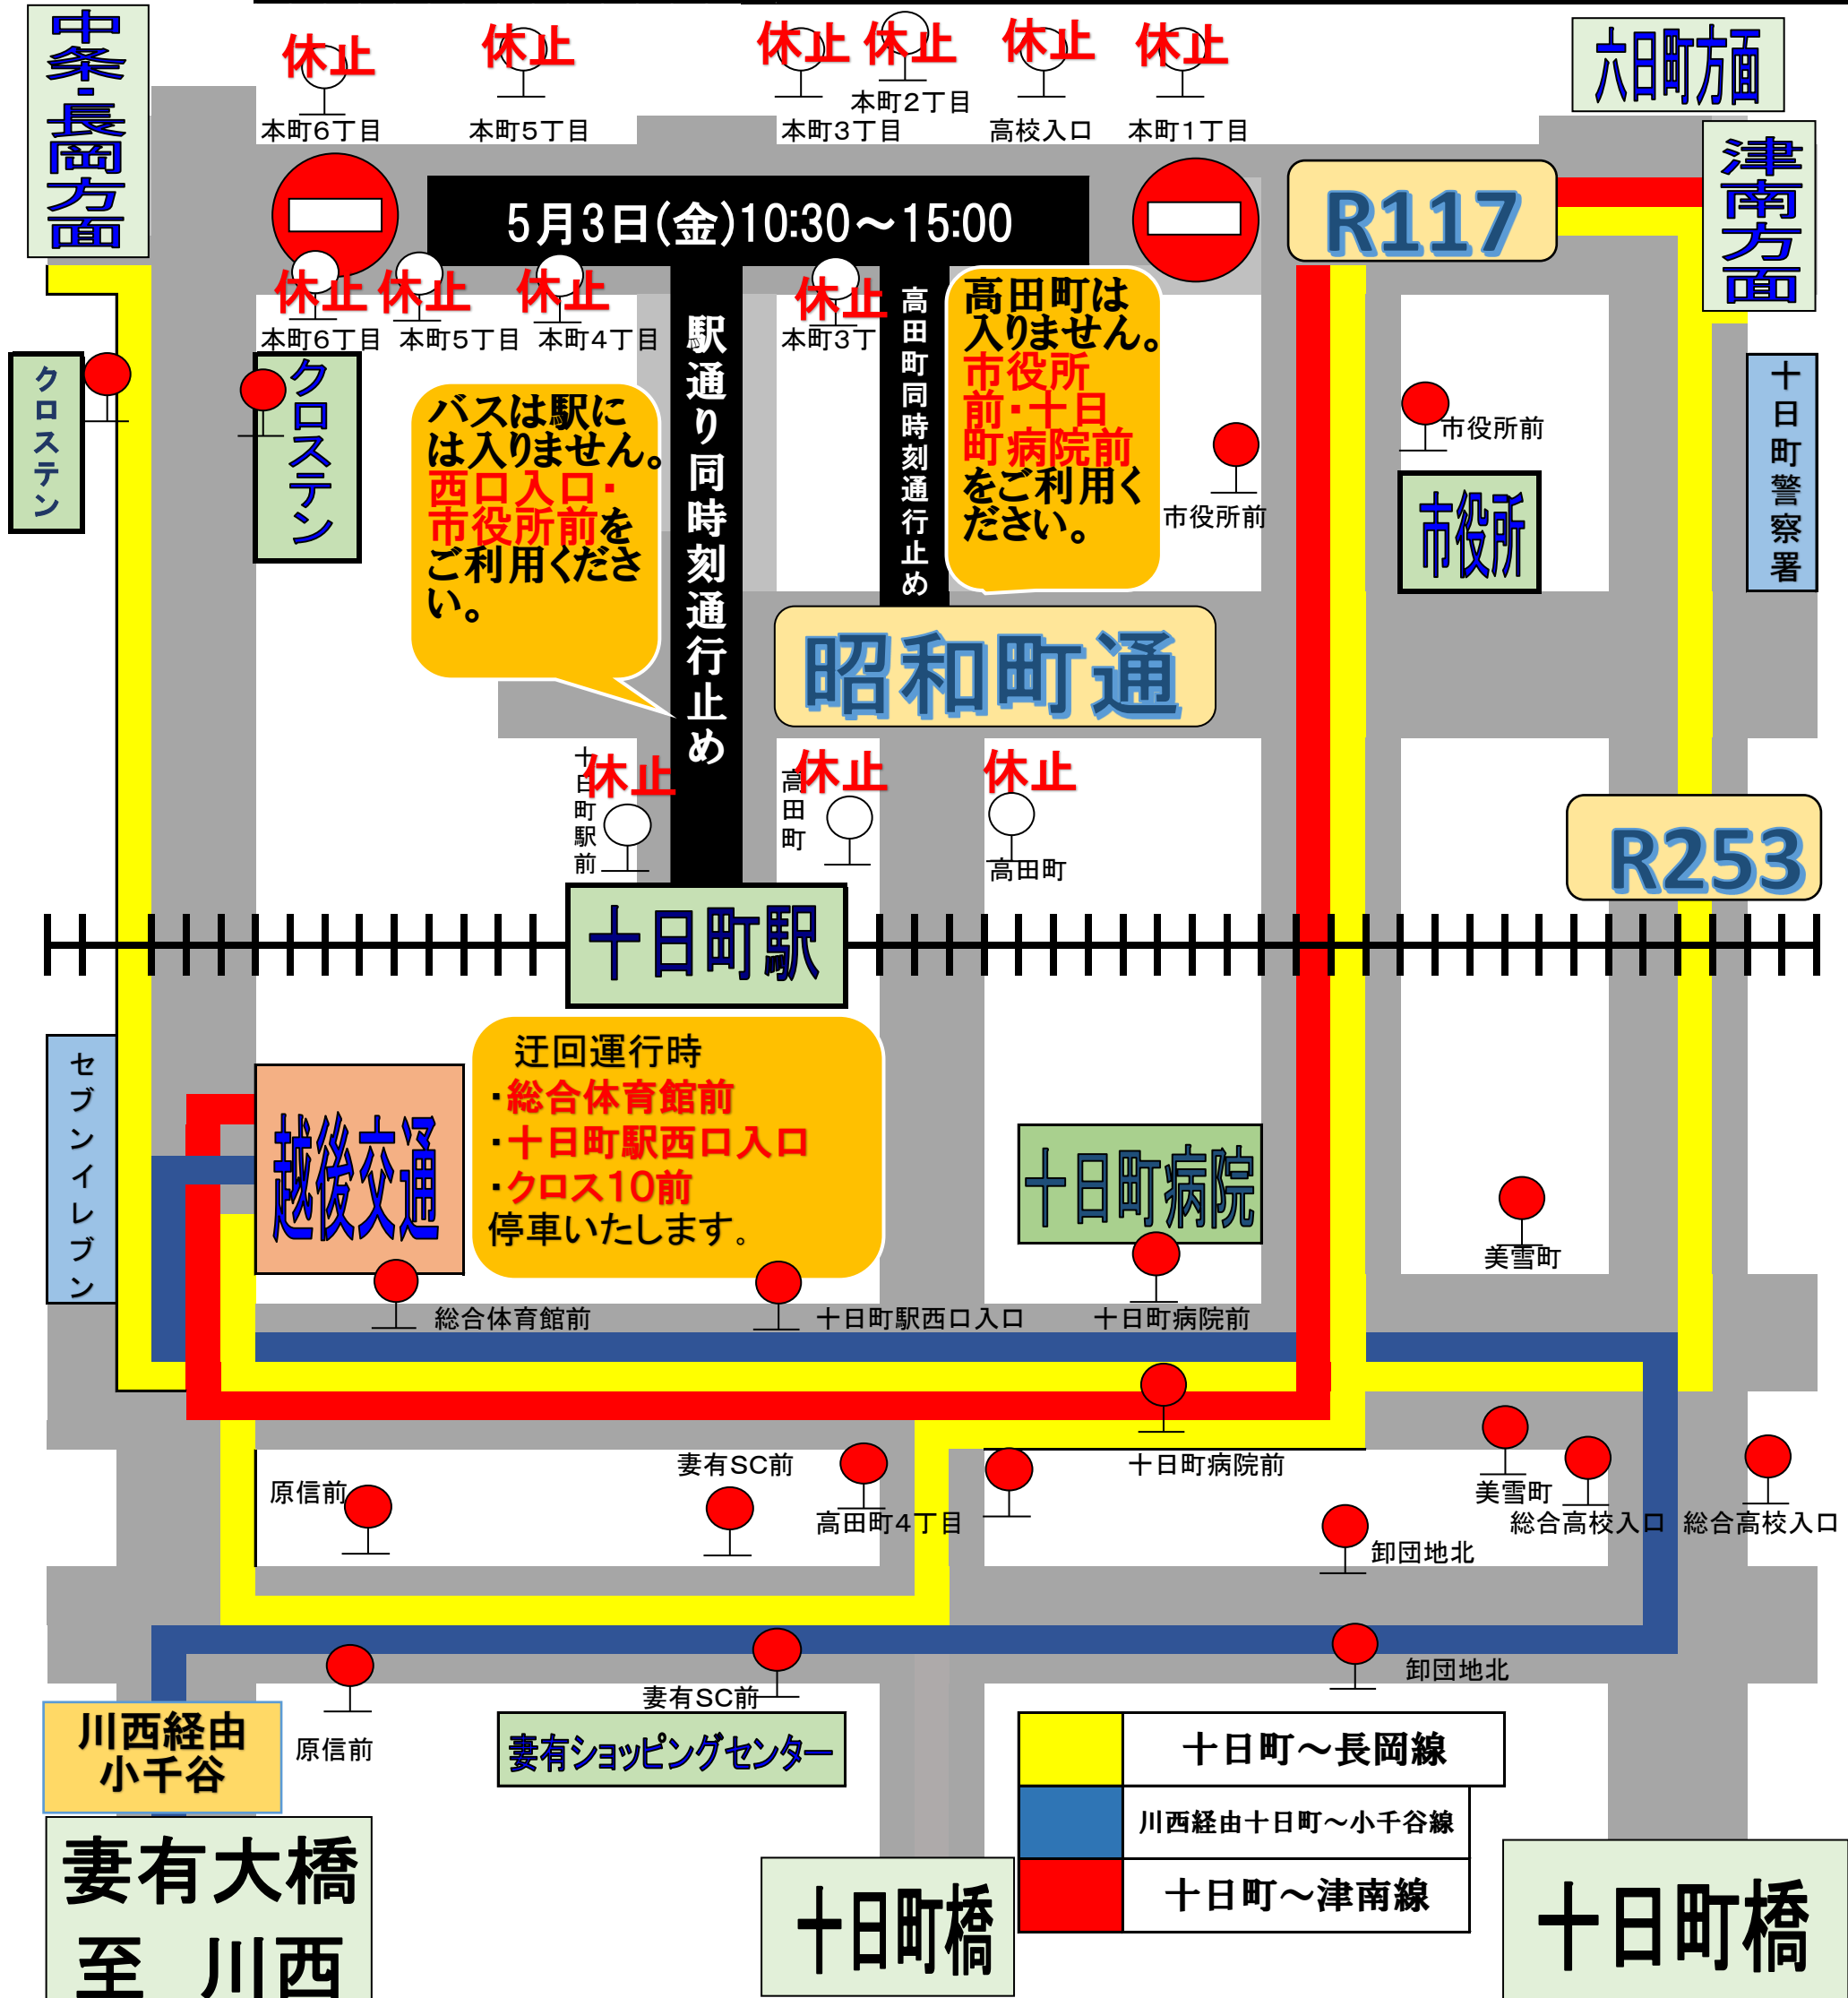 中条・長岡方面
休止
休止
休止
休止
休止
休止
六日町方面
本町6丁目
本町5丁目
本町3丁目
本町2丁目
高校入口
本町1丁目
5月3日(金)10:30～15:00
R117
津南方面
休止
休止
休止
休止
本町6丁目
本町5丁目
本町4丁目
本町3丁
駅通り同時刻通行止め
高田町同時刻通行止め
高田町は
入りません。
市役所
前・十日
町病院前
をご利用く
ださい。
クロステン
クロステン
バスは駅に
は入りません。
西口入口・
市役所前を
ご利用くださ
い。
市役所前
市役所前
市役所
十日町警察署
昭和町通
十日町駅前
休止
高田町
休止
休止
高田町
R253
十日町駅
セブンイレブン
越後交通
迂回運行時
・総合体育館前
・十日町駅西口入口
・クロス10前
停車いたします。
十日町病院
美雪町
総合体育館前
十日町駅西口入口
十日町病院前
原信前
妻有SC前
高田町4丁目
十日町病院前
美雪町
総合高校入口
総合高校入口
卸団地北
卸団地北
妻有SC前
原信前
川西経由
小千谷
妻有ショッピングセンター
十日町～長岡線
川西経由十日町～小千谷線
十日町～津南線
妻有大橋
至　川西
十日町橋
十日町橋